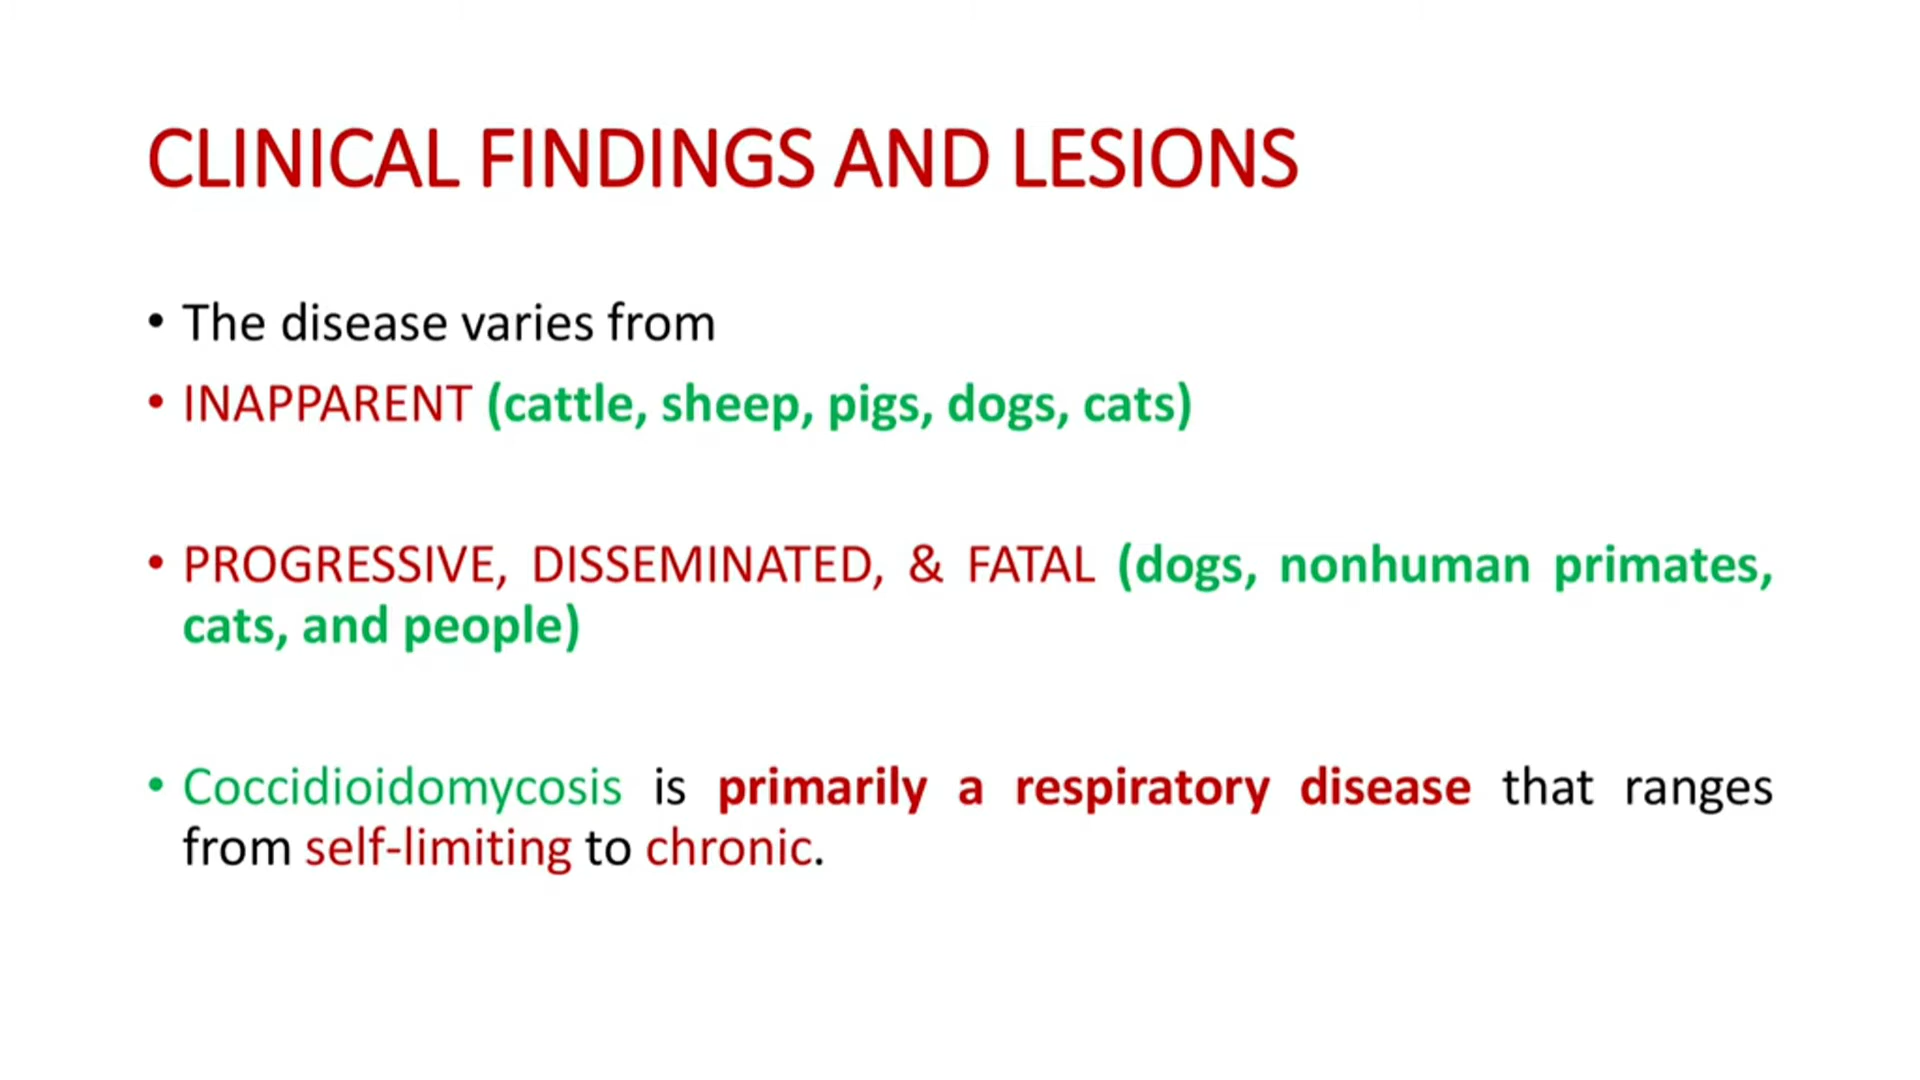 CLINICAL FINDINGS AND LESIONS
• The disease varies from
• INAPPARENT (cattle, sheep, pigs, dogs, cats)
• PROGRESSIVE, DISSEMINATED, & FATAL (dogs, nonhuman primates,
cats, and people)
• Coccidioidomycosis is primarily a respiratory disease that ranges
from self-limiting to chronic.